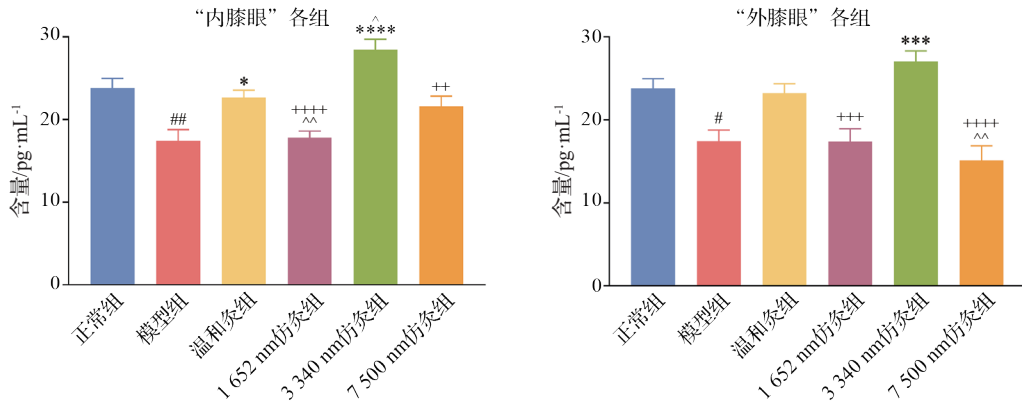 “内膝眼”各组
含量/pg·mL-1
30
20
10
0
##
*
++++
^^
^
****
++
正常组
模型组
温和灸组
1 652 nm仿灸组
3 340 nm仿灸组
7 500 nm仿灸组
“外膝眼”各组
含量/pg·mL-1
30
20
10
0
#
+++
***
++++
^^
正常组
模型组
温和灸组
1 652 nm仿灸组
3 340 nm仿灸组
7 500 nm仿灸组